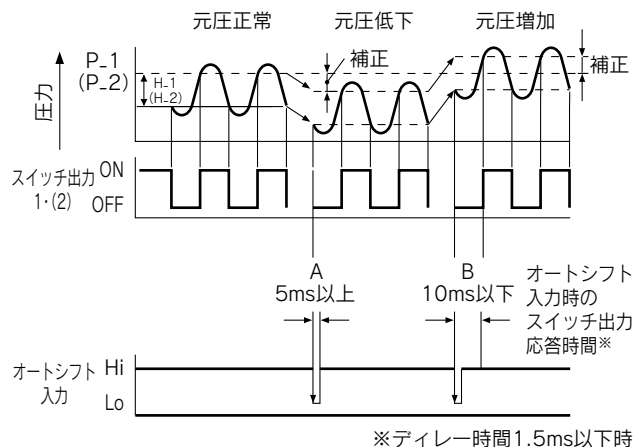 元圧正常
元圧低下
元圧増加
P_1
(P_2)
H-1
(H-2)
補正
補正
圧力
スイッチ出力
1·(2)
ON
OFF
A
5ms以上
B
10ms以下
オートシフト
入力時の
スイッチ出力
応答時間※
オートシフト
入力
Hi
Lo
※ディレー時間1.5ms以下時